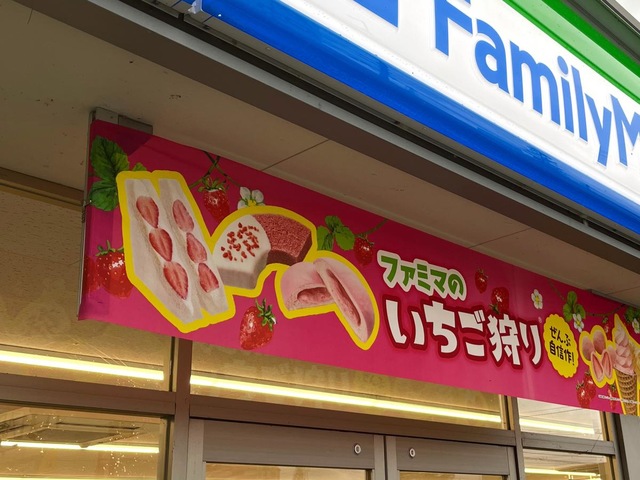 FamilyM
ファミマの
いちご狩り
ぜんぶ
自信作!